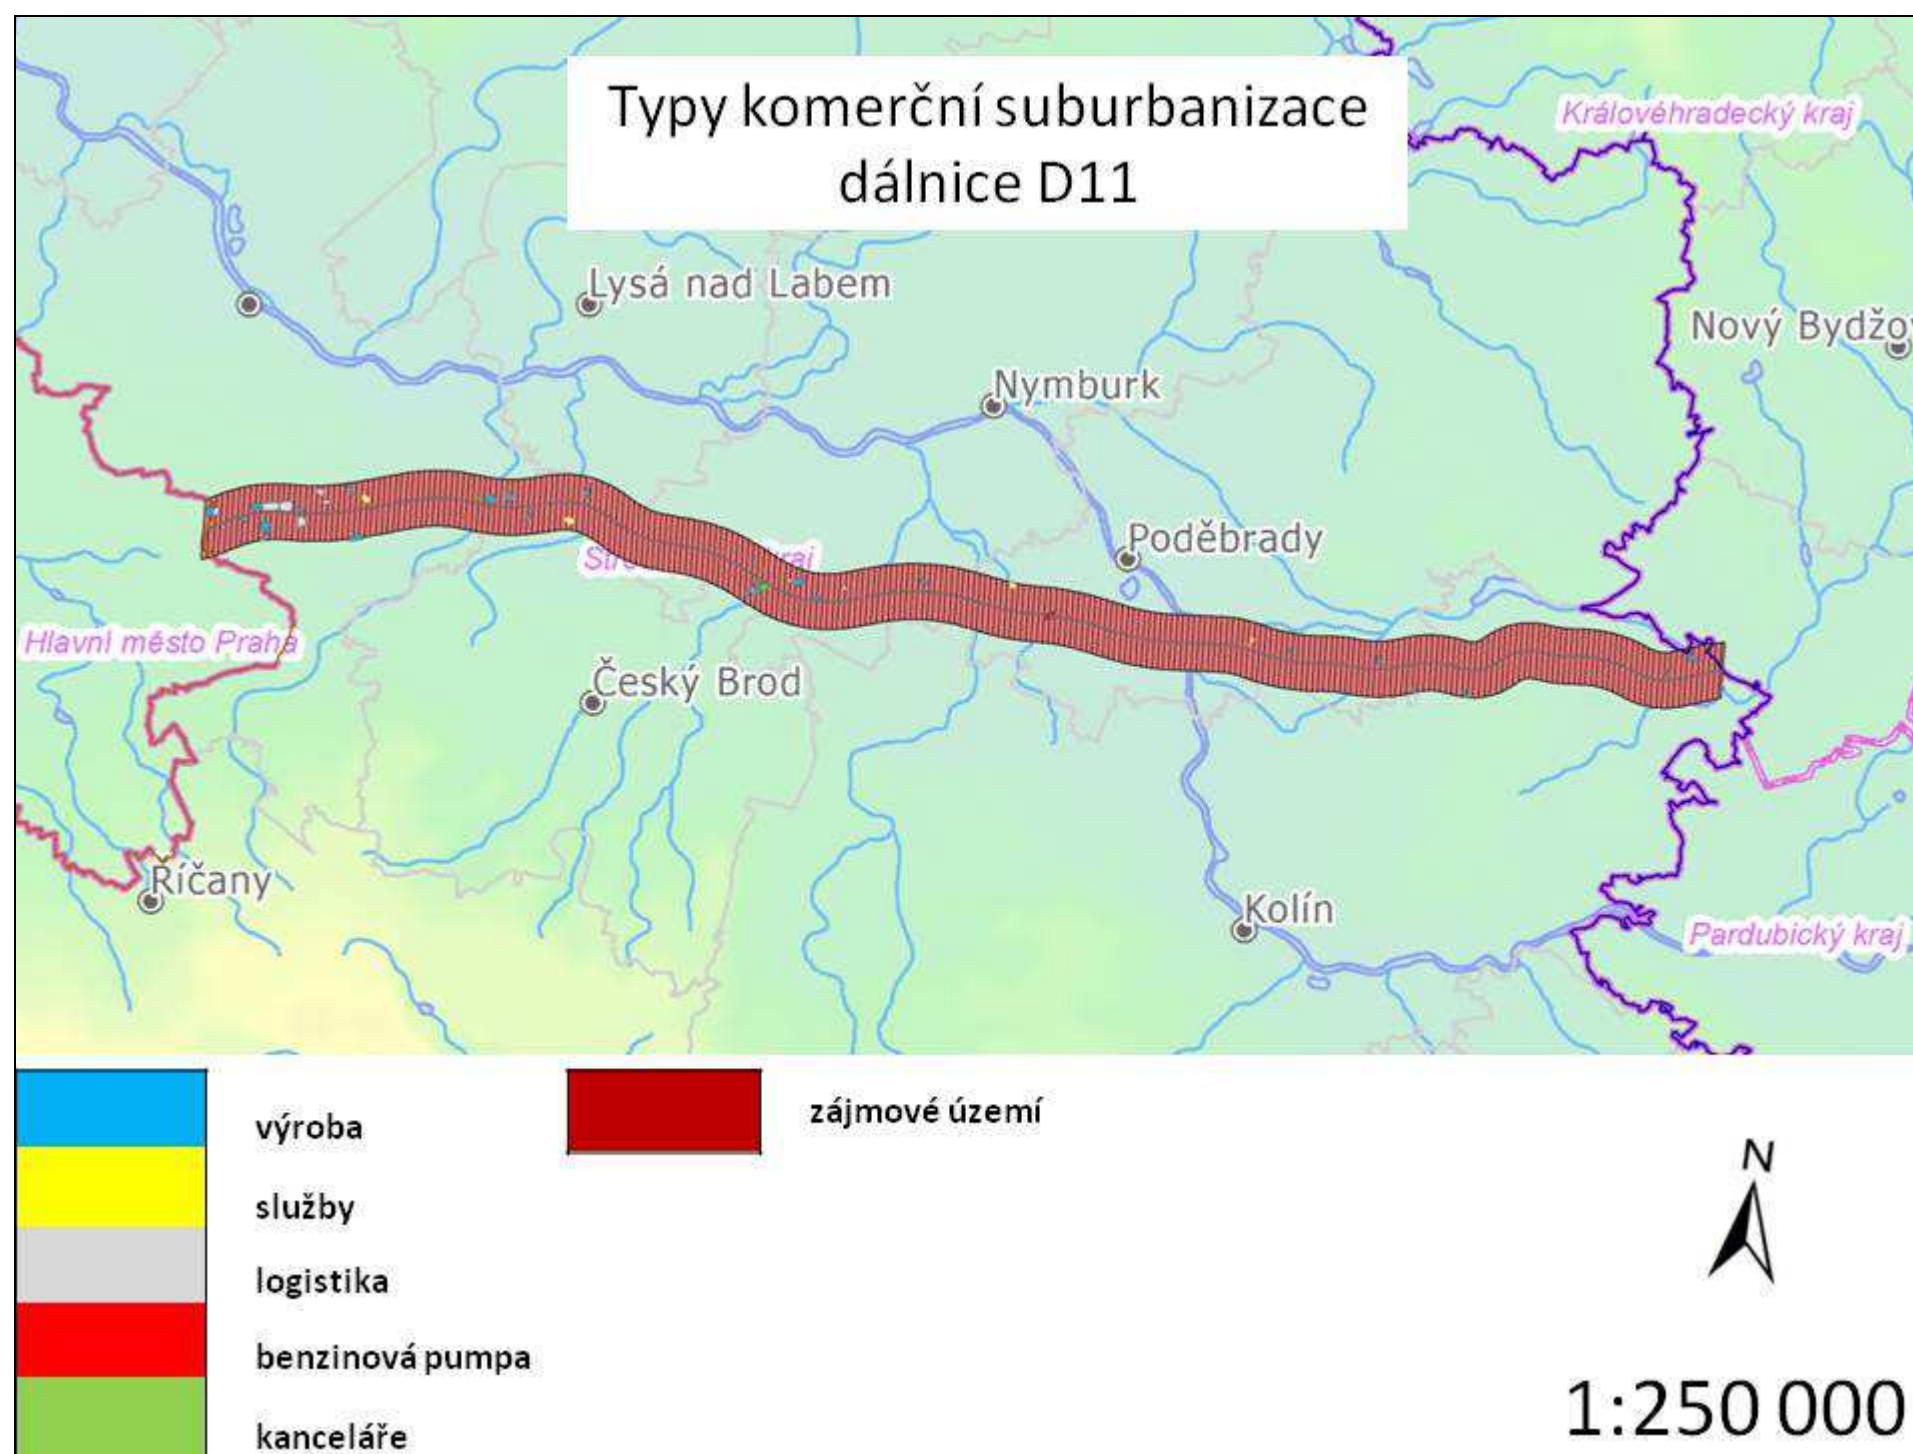 Typy komerční suburbanizace
dálnice D11
Královéhradecký kraj
Lysá nad Labem
Nový Bydžov
Nymburk
Poděbrady
Hlavní město Praha
Český Brod
Říčany
Kolín
Pardubický kraj
výroba
zájmové území
služby
logistika
benzinová pumpa
kanceláře
N
1:250 000